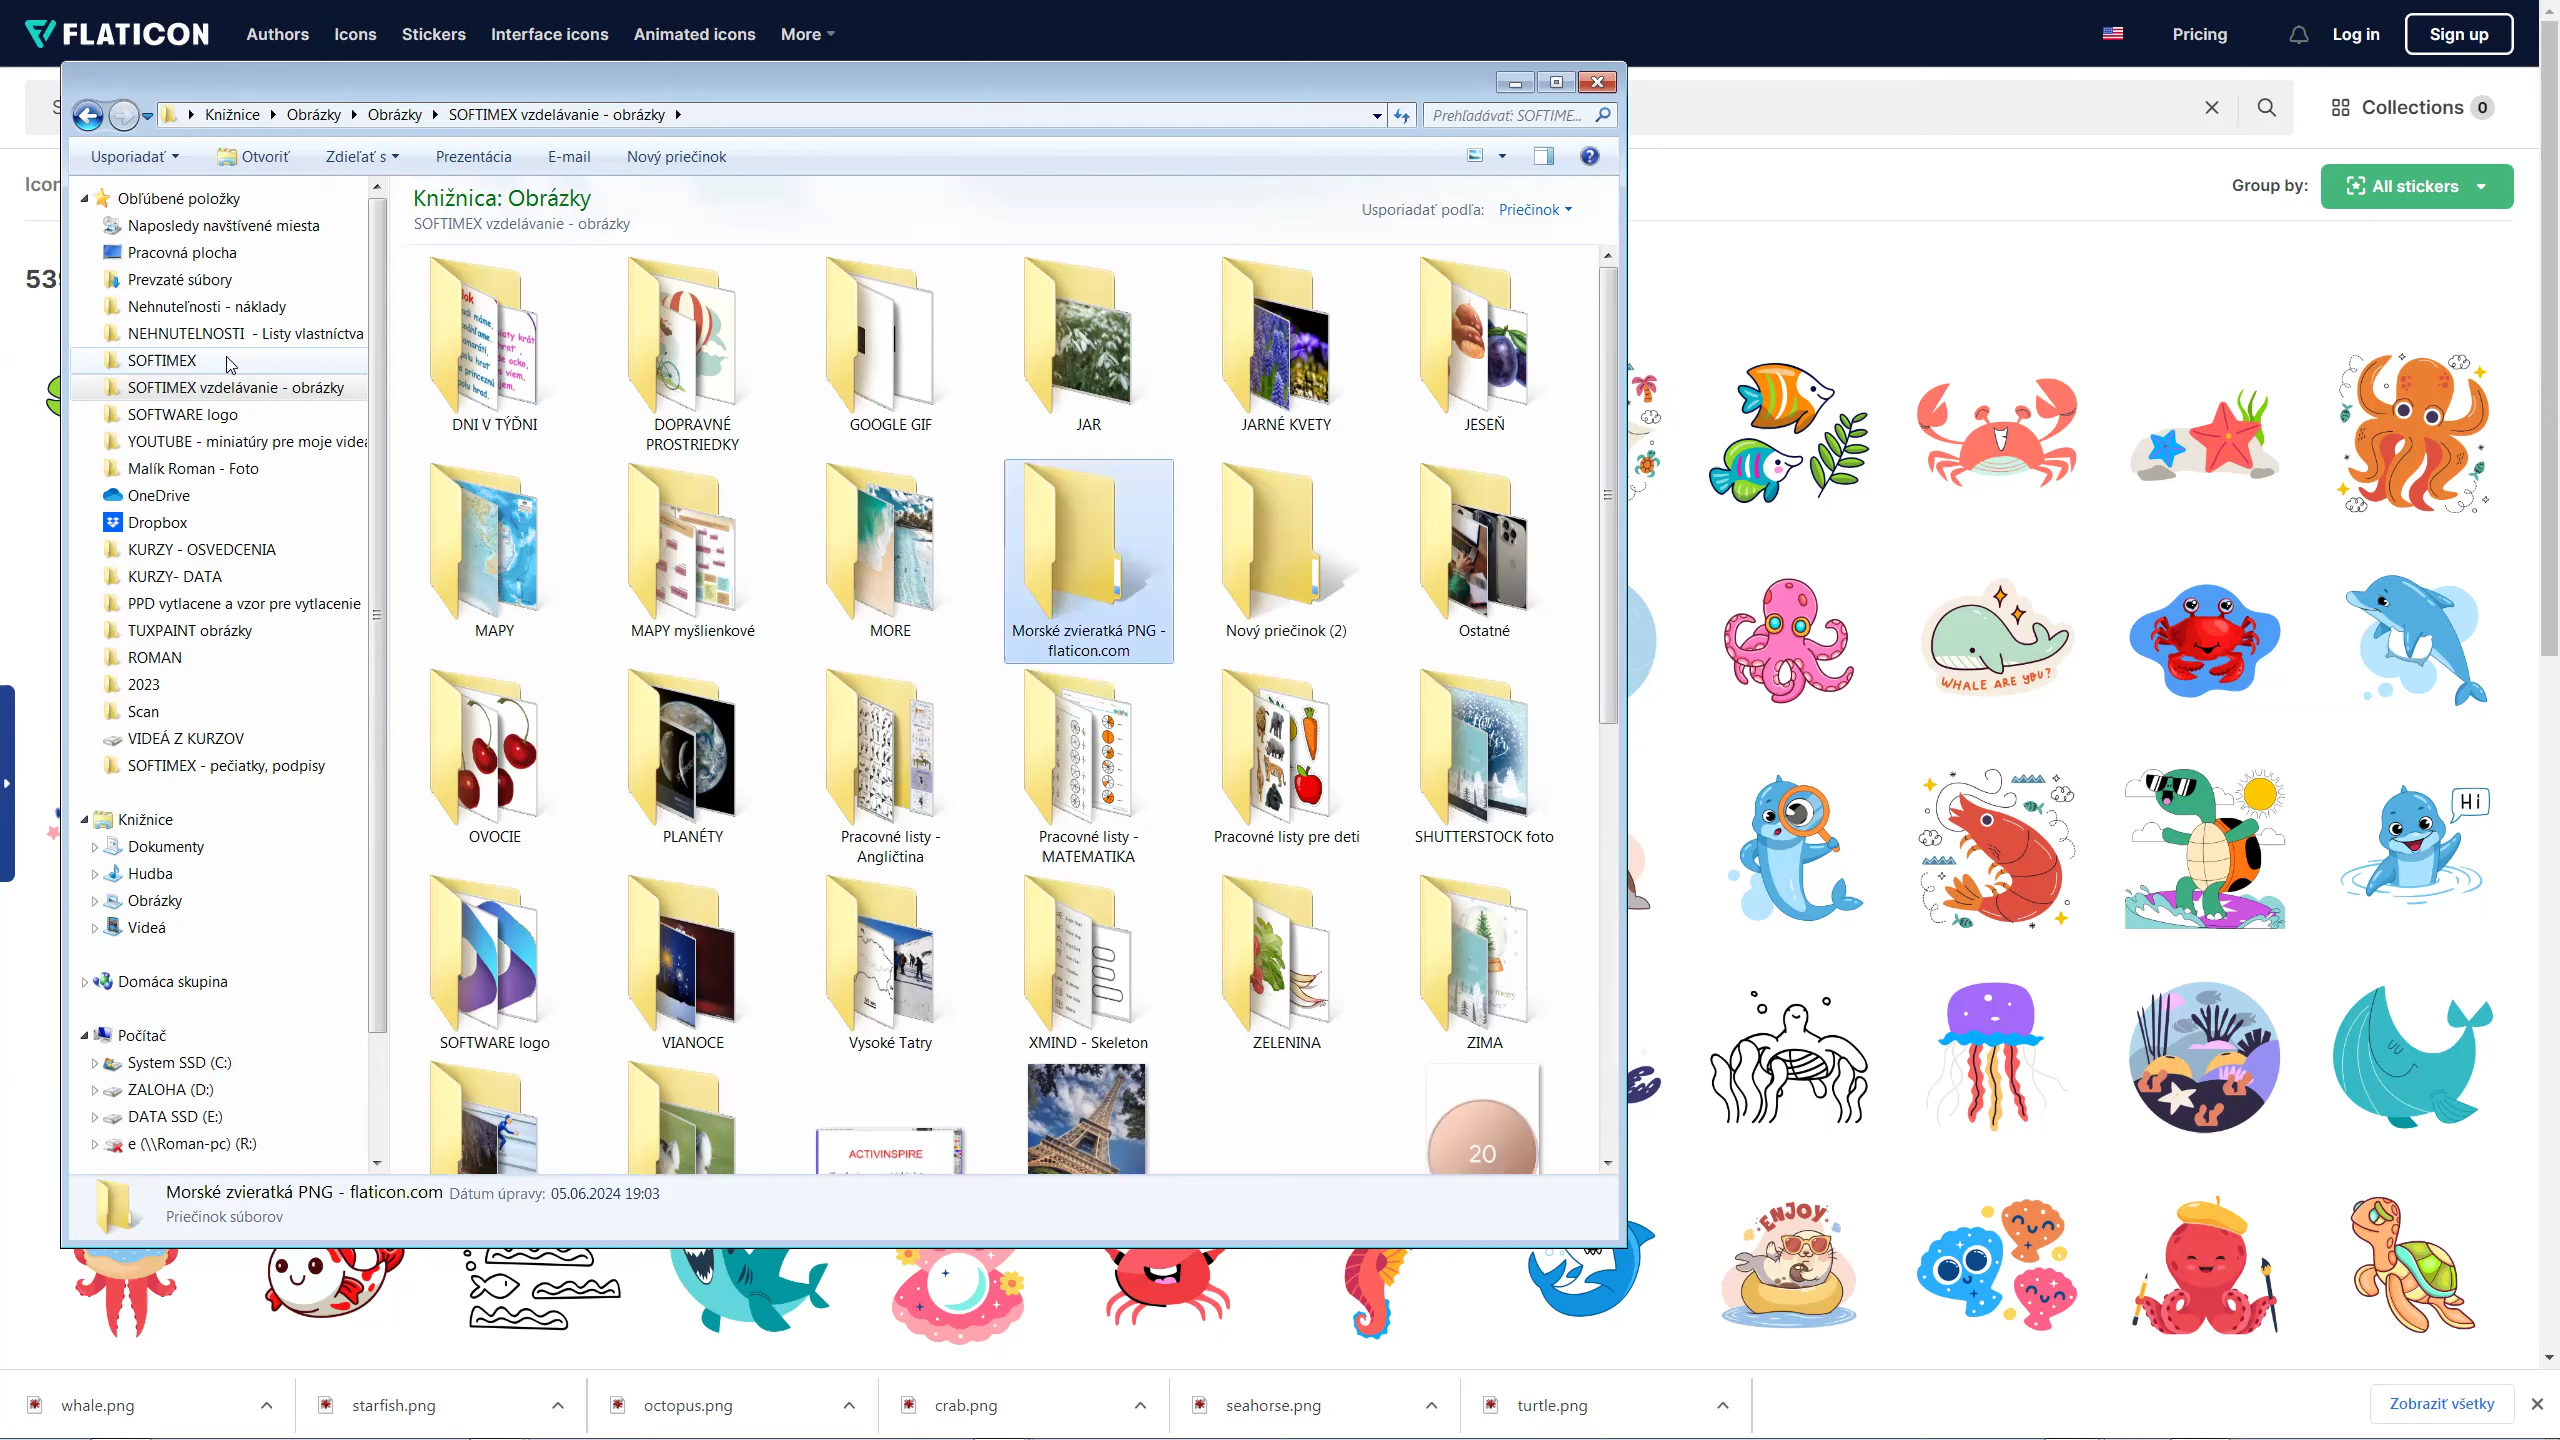 FLATICON
Authors
Icons
Stickers
Interface icons
Animated icons
More
Pricing
Log in
Sign up
Knižnice
Obrázky
Obrázky
SOFTIMEX vzdelávanie - obrázky
Prehľadávať: SOFTIME...
Collections
0
Usporiadať
Otvoriť
Zdieľať s
Prezentácia
E-mail
Nový priečinok
Group by:
All stickers
Knižnica: Obrázky
SOFTIMEX vzdelávanie - obrázky
Usporiadať podľa:
Priečinok
Obľúbené položky
Naposledy navštívené miesta
Pracovná plocha
Prevzaté súbory
Nehnuteľnosti - náklady
NEHNUTELNOSTI - Listy vlastníctva
SOFTIMEX
SOFTIMEX vzdelávanie - obrázky
SOFTWARE logo
YOUTUBE - miniatúry pre moje videá
Malík Roman - Foto
OneDrive
Dropbox
KURZY - OSVEDCENIA
KURZY- DATA
PPD vytlacene a vzor pre vytlacenie
TUXPAINT obrázky
ROMAN
2023
Scan
VIDEÁ Z KURZOV
SOFTIMEX - pečiatky, podpisy
Knižnice
Dokumenty
Hudba
Obrázky
Videá
Domáca skupina
Počítač
System SSD (C:)
ZALOHA (D:)
DATA SSD (E:)
e (\\Roman-pc) (R:)
DNI V TÝŽDNI
DOPRAVNÉ
PROSTRIEDKY
GOOGLE GIF
JAR
JARNÉ KVETY
JESEŇ
MAPY
MAPY myšlienkové
MORE
Morské zvieratká PNG -
flaticon.com
Nový priečinok (2)
Ostatné
OVOCIE
PLANÉTY
Pracovné listy -
Angličtina
Pracovné listy -
MATEMATIKA
Pracovné listy pre deti
SHUTTERSTOCK foto
SOFTWARE logo
VIANOCE
Vysoké Tatry
XMIND - Skeleton
ZELENINA
ZIMA
ACTIVINSPIRE
20
WHALE ARE YOU?
Hi
ENJOY
Morské zvieratká PNG - flaticon.com
Dátum úpravy: 05.06.2024 19:03
Priečinok súborov
whale.png
starfish.png
octopus.png
crab.png
seahorse.png
turtle.png
Zobraziť všetky